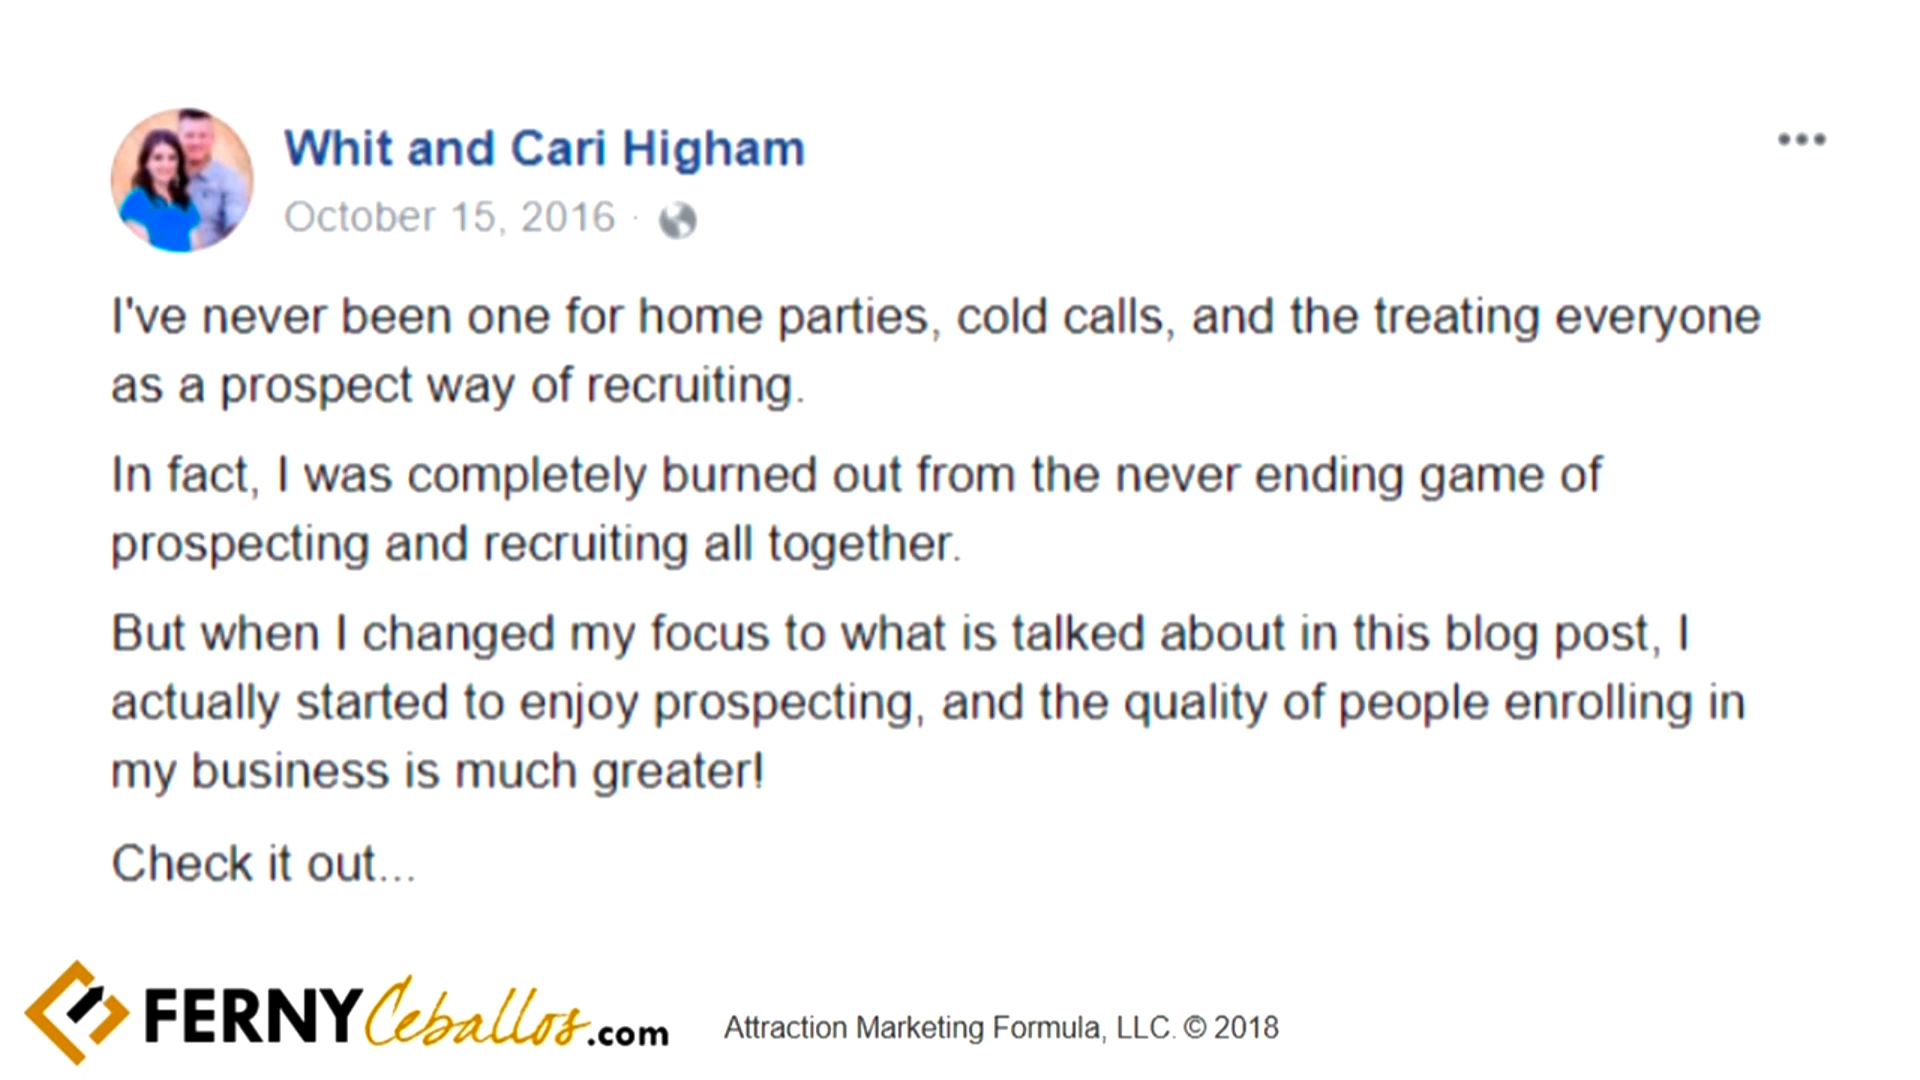 Whit and Cari Higham
October 15, 2016 ·
I've never been one for home parties, cold calls, and the treating everyone
as a prospect way of recruiting.
In fact, I was completely burned out from the never ending game of
prospecting and recruiting all together.
But when I changed my focus to what is talked about in this blog post, I
actually started to enjoy prospecting, and the quality of people enrolling in
my business is much greater!
Check it out...
FERNY Ceballos.com
Attraction Marketing Formula, LLC. © 2018